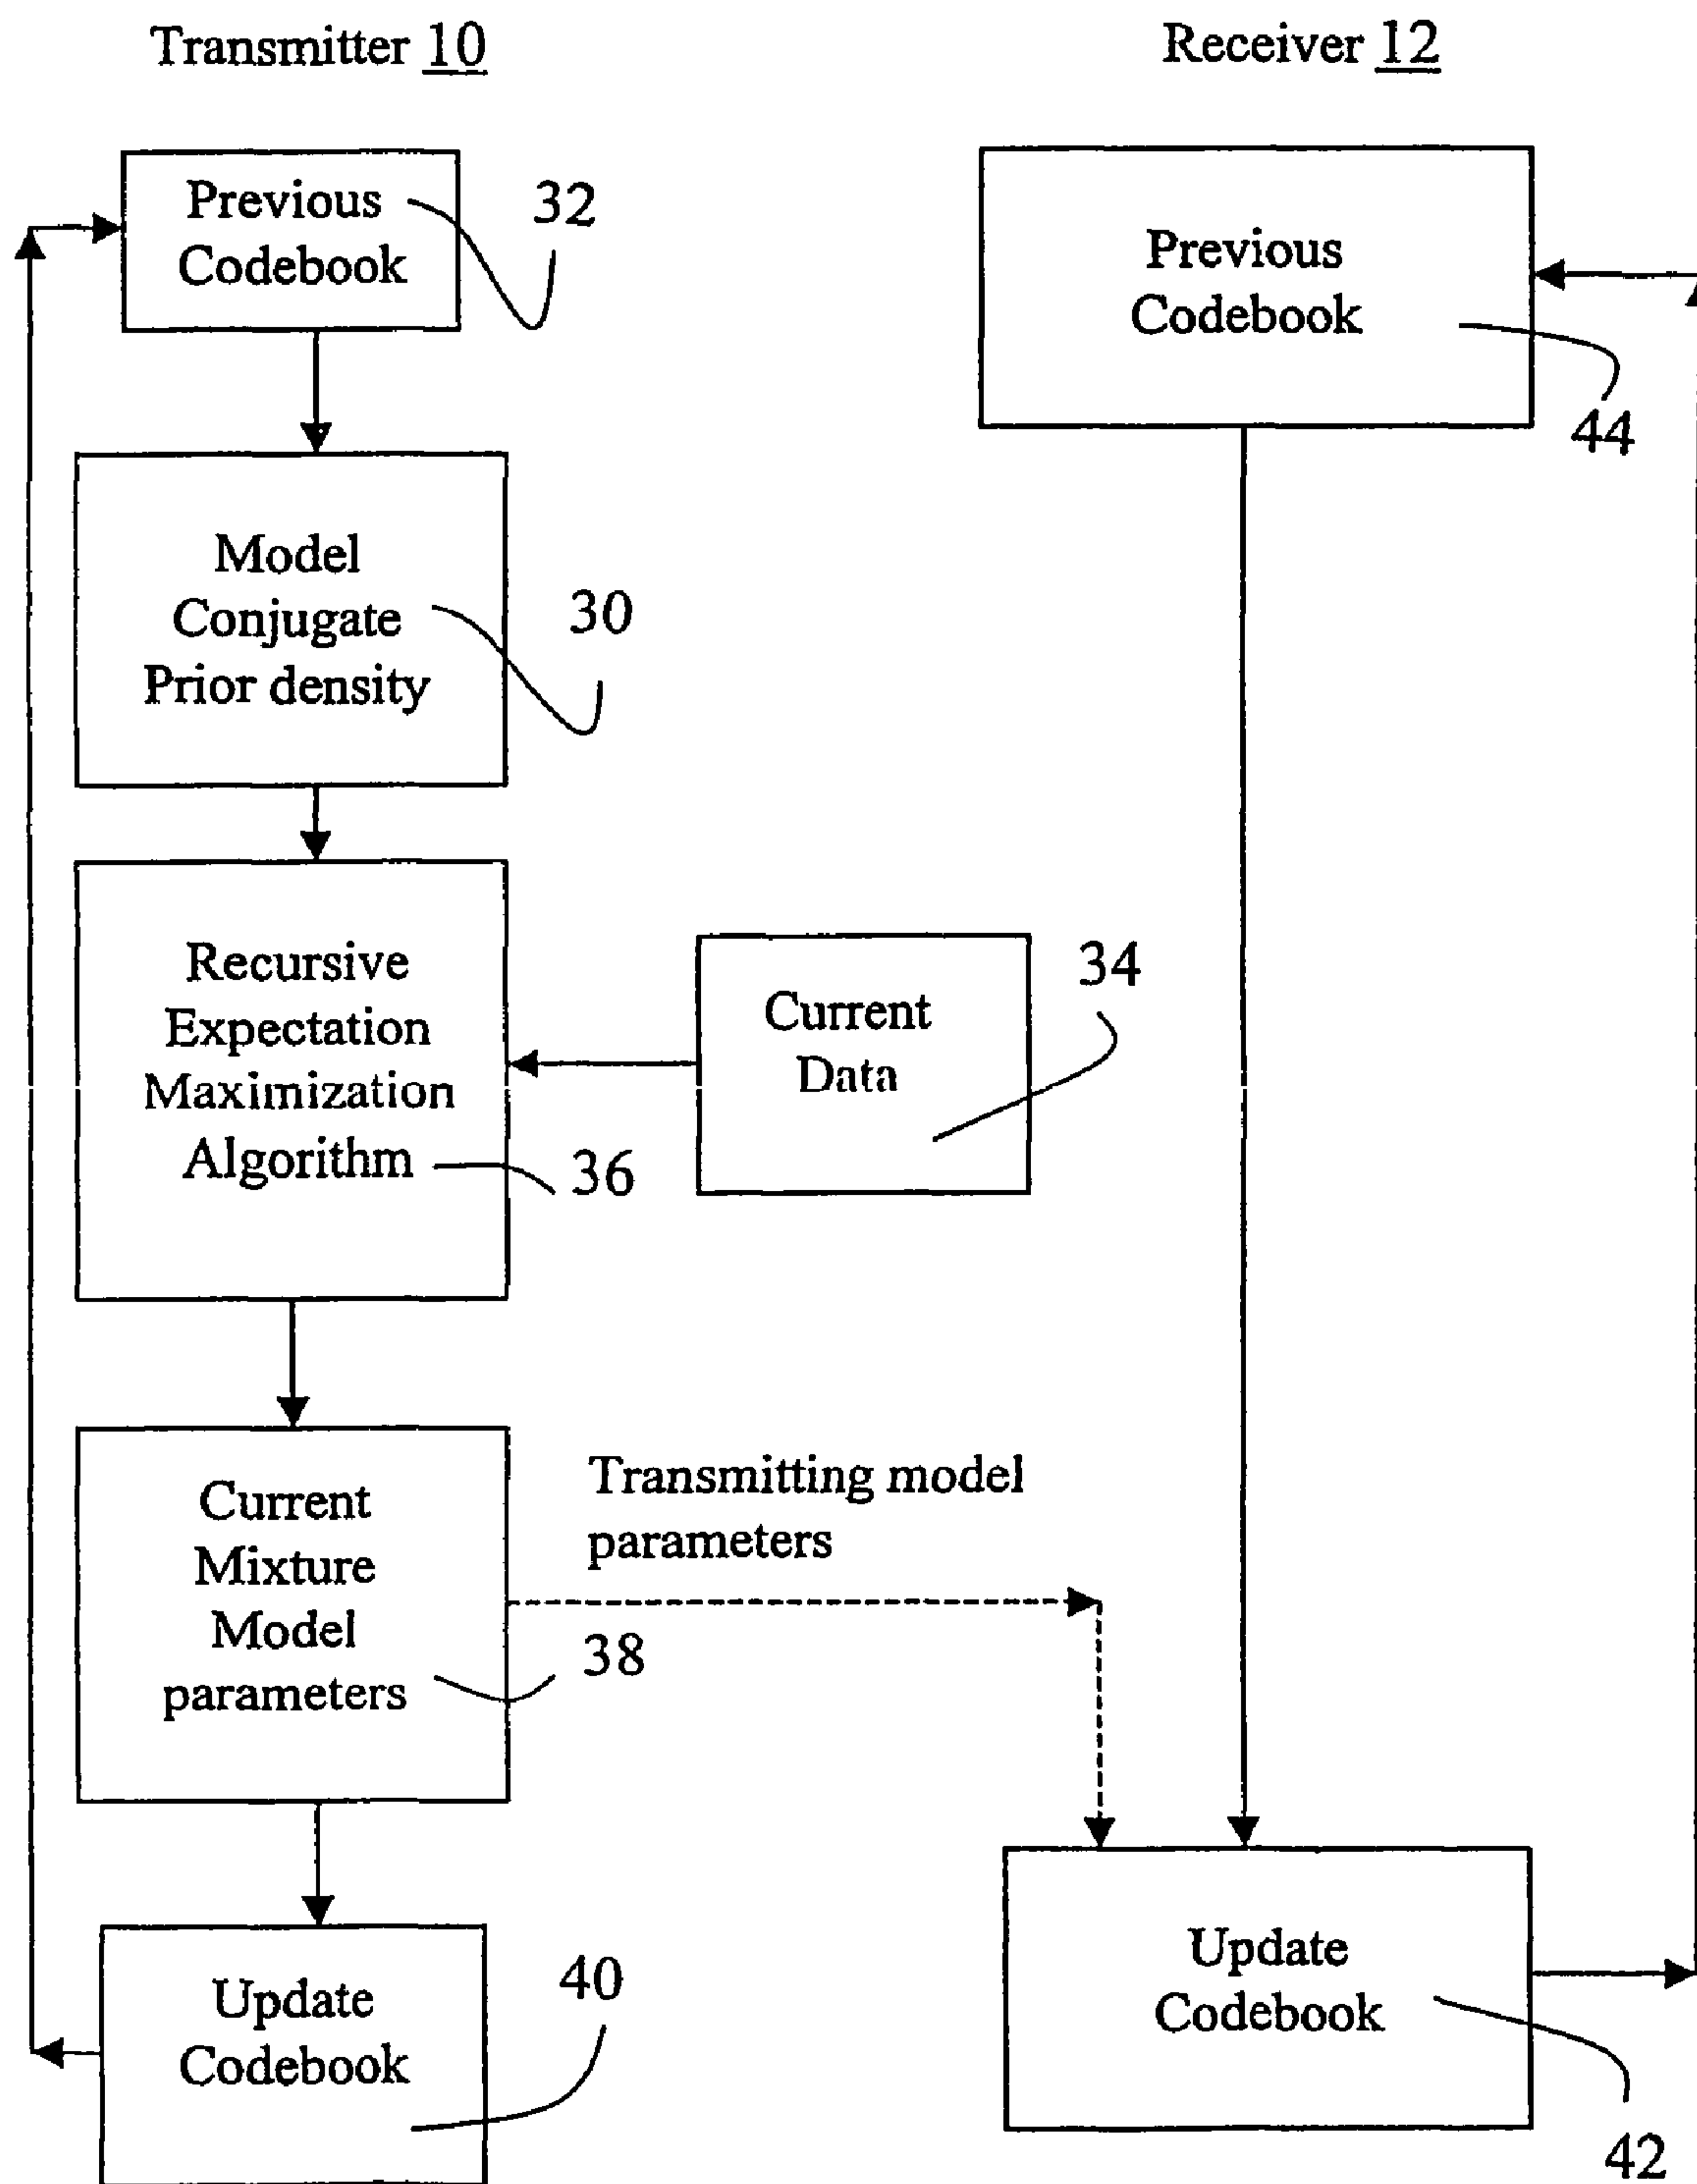 Transmitter 10
Receiver 12
Previous
Codebook
32
Previous
Codebook
44
Model
Conjugate
Prior density
30
Recursive
Expectation
Maximization
Algorithm
36
Current
Data
34
Current
Mixture
Model
parameters
38
Transmitting model
parameters
Update
Codebook
40
Update
Codebook
42